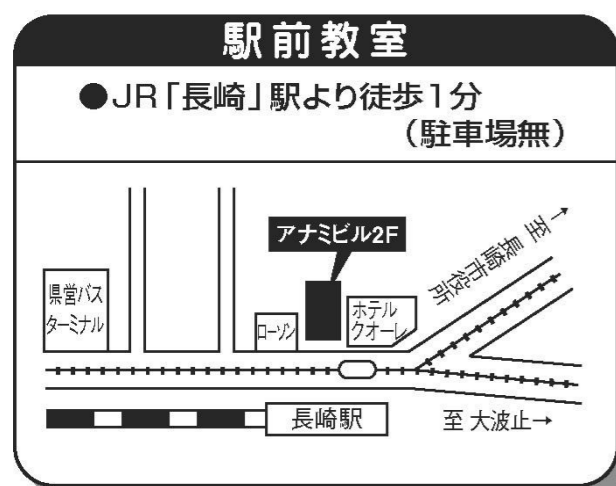 駅前教室
●JR「長崎」駅より徒歩1分
(駐車場無)
アナミビル2F
至 長崎市役所→
県営バス
ターミナル
ローソン
ホテル
クオーレ
長崎駅
至 大波止→